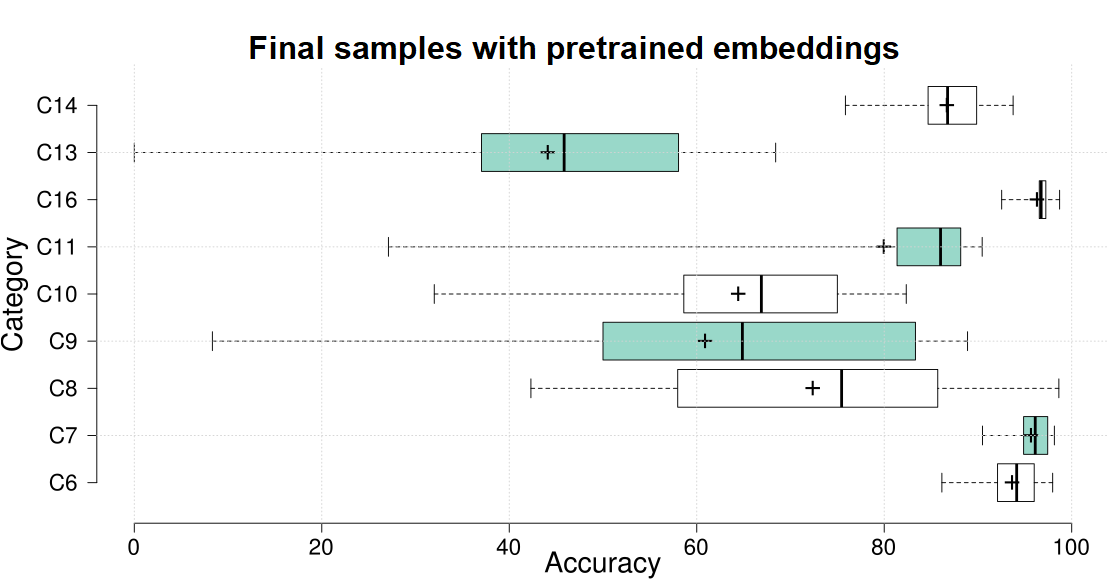 Final samples with pretrained embeddings
C14
C13
C16
C11
C10
C9
C8
C7
C6
Category
0 20 40 60 80 100
Accuracy